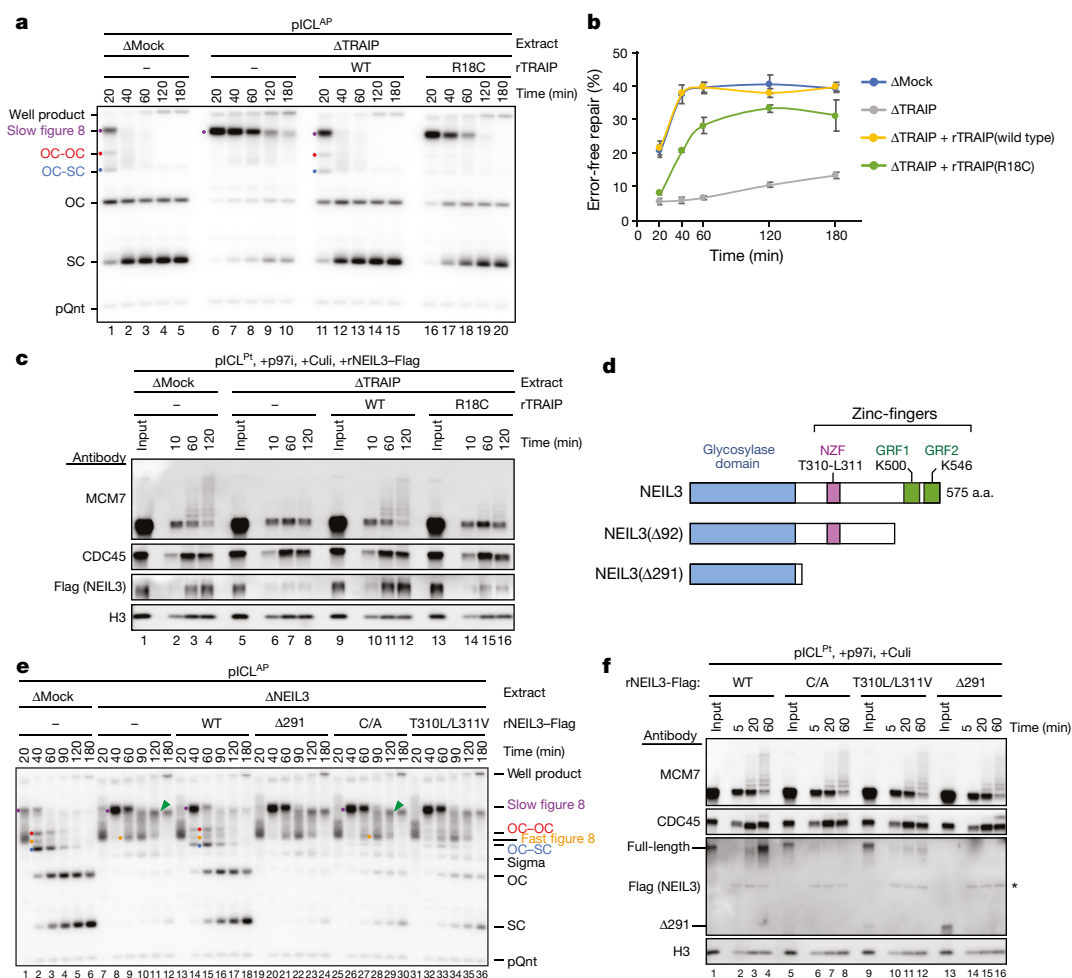 a
pICL^AP
ΔMock ΔTRAIP Extract
– – WT R18C rTRAIP
20 40 60 120 180 20 40 60 120 180 20 40 60 120 180 20 40 60 120 180 Time (min)
Well product
Slow figure 8
OC-OC
OC-SC
OC
SC
pQnt
1 2 3 4 5 6 7 8 9 10 11 12 13 14 15 16 17 18 19 20
b
Error-free repair (%)
50
40
30
20
10
0
0 20 40 60 120 180
Time (min)
ΔMock
ΔTRAIP
ΔTRAIP + rTRAIP(wild type)
ΔTRAIP + rTRAIP(R18C)
c
pICL^Pt, +p97i, +Culi, +rNEIL3–Flag
ΔMock ΔTRAIP Extract
– – WT R18C rTRAIP
Input 10 60 120 Input 10 60 120 Input 10 60 120 Input 10 60 120 Time (min)
Antibody
MCM7
CDC45
Flag (NEIL3)
H3
1 2 3 4 5 6 7 8 9 10 11 12 13 14 15 16
d
Zinc-fingers
Glycosylase domain
NZF GRF1 GRF2
T310-L311 K500 K546
NEIL3 575 a.a.
NEIL3(Δ92)
NEIL3(Δ291)
e
pICL^AP
ΔMock ΔNEIL3 Extract
– – WT Δ291 C/A T310L/L311V rNEIL3–Flag
20 40 60 90 120 180 20 40 60 90 120 180 20 40 60 90 120 180 20 40 60 90 120 180 20 40 60 90 120 180 20 40 60 90 120 180 Time (min)
Well product
Slow figure 8
OC–OC
Fast figure 8
OC–SC
Sigma
OC
SC
pQnt
1 2 3 4 5 6 7 8 9 10 11 12 13 14 15 16 17 18 19 20 21 22 23 24 25 26 27 28 29 30 31 32 33 34 35 36
f
pICL^Pt, +p97i, +Culi
rNEIL3-Flag: WT C/A T310L/L311V Δ291
Input 5 20 60 Input 5 20 60 Input 5 20 60 Input 5 20 60 Time (min)
Antibody
MCM7
CDC45
Full-length
Flag (NEIL3) *
Δ291
H3
1 2 3 4 5 6 7 8 9 10 11 12 13 14 15 16